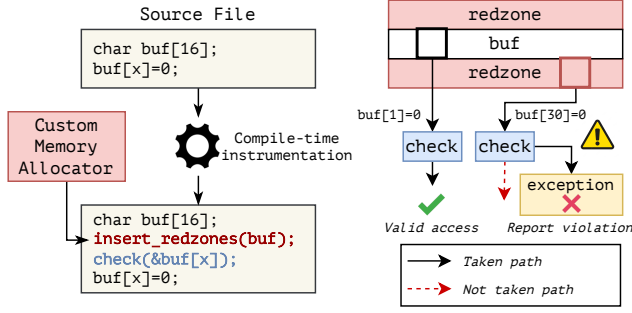 Source File
char buf[16];
buf[x]=0;
Custom
Memory
Allocator
Compile-time
instrumentation
char buf[16];
insert_redzones(buf);
check(&buf[x]);
buf[x]=0;
redzone
buf
redzone
buf[1]=0
buf[30]=0
check
check
exception
Valid access
Report violation
Taken path
Not taken path